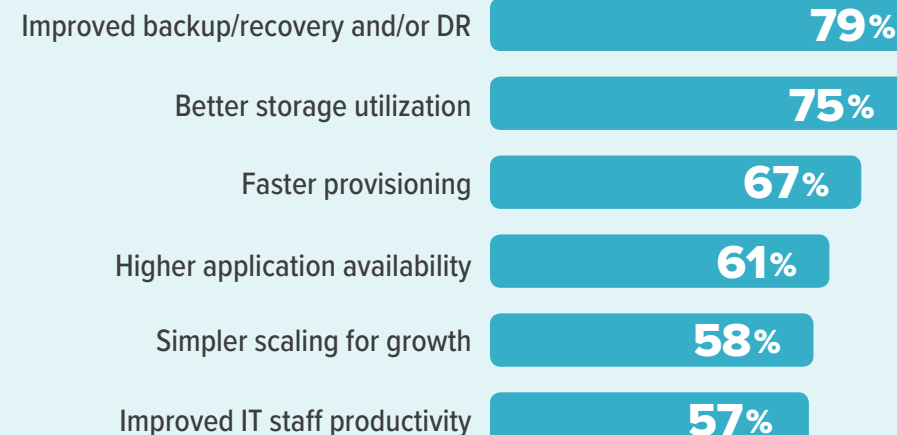 Improved backup/recovery and/or DR 79%
Better storage utilization 75%
Faster provisioning 67%
Higher application availability 61%
Simpler scaling for growth 58%
Improved IT staff productivity 57%